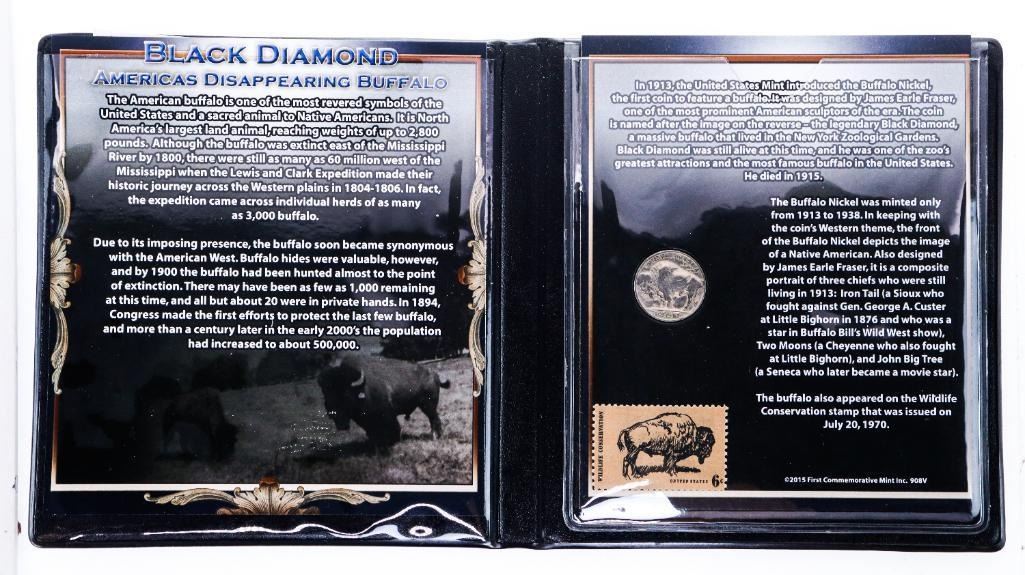 BLACK DIAMOND
AMERICAS DISAPPEARING BUFFALO
The American buffalo is one of the most revered symbols of the
United States and a sacred animal to Native Americans. It is North
America's largest land animal, reaching weights of up to 2,800
pounds. Although the buffalo was extinct east of the Mississippi
River by 1800, there were still as many as 60 million west of the
Mississippi when the Lewis and Clark Expedition made their
historic journey across the Western plains in 1804-1806. In fact,
the expedition came across individual herds of as many
as 3,000 buffalo.
Due to its imposing presence, the buffalo soon became synonymous
with the American West. Buffalo hides were valuable, however,
and by 1900 the buffalo had been hunted almost to the point
of extinction. There may have been as few as 1,000 remaining
at this time, and all but about 20 were in private hands. In 1894,
Congress made the first efforts to protect the last few buffalo,
and more than a century later in the early 2000's the population
had increased to about 500,000.
In 1913, the United States Mint introduced the Buffalo Nickel,
the first coin to feature a buffalo. It was designed by James Earle Fraser,
one of the most prominent American sculptors of the era. The coin
is named after the image on the reverse – the legendary Black Diamond,
a massive buffalo that lived in the New York Zoological Gardens.
Black Diamond was still alive at this time, and he was one of the zoo's
greatest attractions and the most famous buffalo in the United States.
He died in 1915.
The Buffalo Nickel was minted only
from 1913 to 1938. In keeping with
the coin's Western theme, the front
of the Buffalo Nickel depicts the image
of a Native American. Also designed
by James Earle Fraser, it is a composite
portrait of three chiefs who were still
living in 1913: Iron Tail (a Sioux who
fought against Gen. George A. Custer
at Little Bighorn in 1876 and who was a
star in Buffalo Bill's Wild West show),
Two Moons (a Cheyenne who also fought
at Little Bighorn), and John Big Tree
(a Seneca who later became a movie star).
The buffalo also appeared on the Wildlife
Conservation stamp that was issued on
July 20, 1970.
WILDLIFE CONSERVATION
UNITED STATES 6c
©2015 First Commemorative Mint Inc. 908V